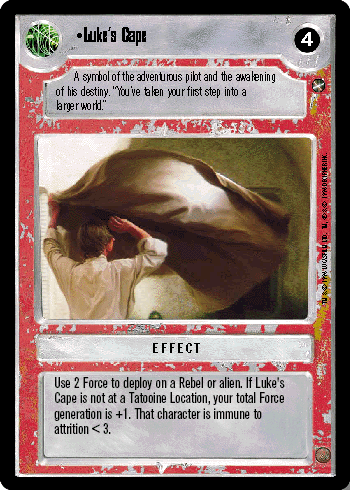 •Luke's Cape
4
A symbol of the adventurous pilot and the awakening
of his destiny. "You've taken your first step into a
larger world."
EFFECT
Use 2 Force to deploy on a Rebel or alien. If Luke's
Cape is not at a Tatooine Location, your total Force
generation is +1. That character is immune to
attrition < 3.